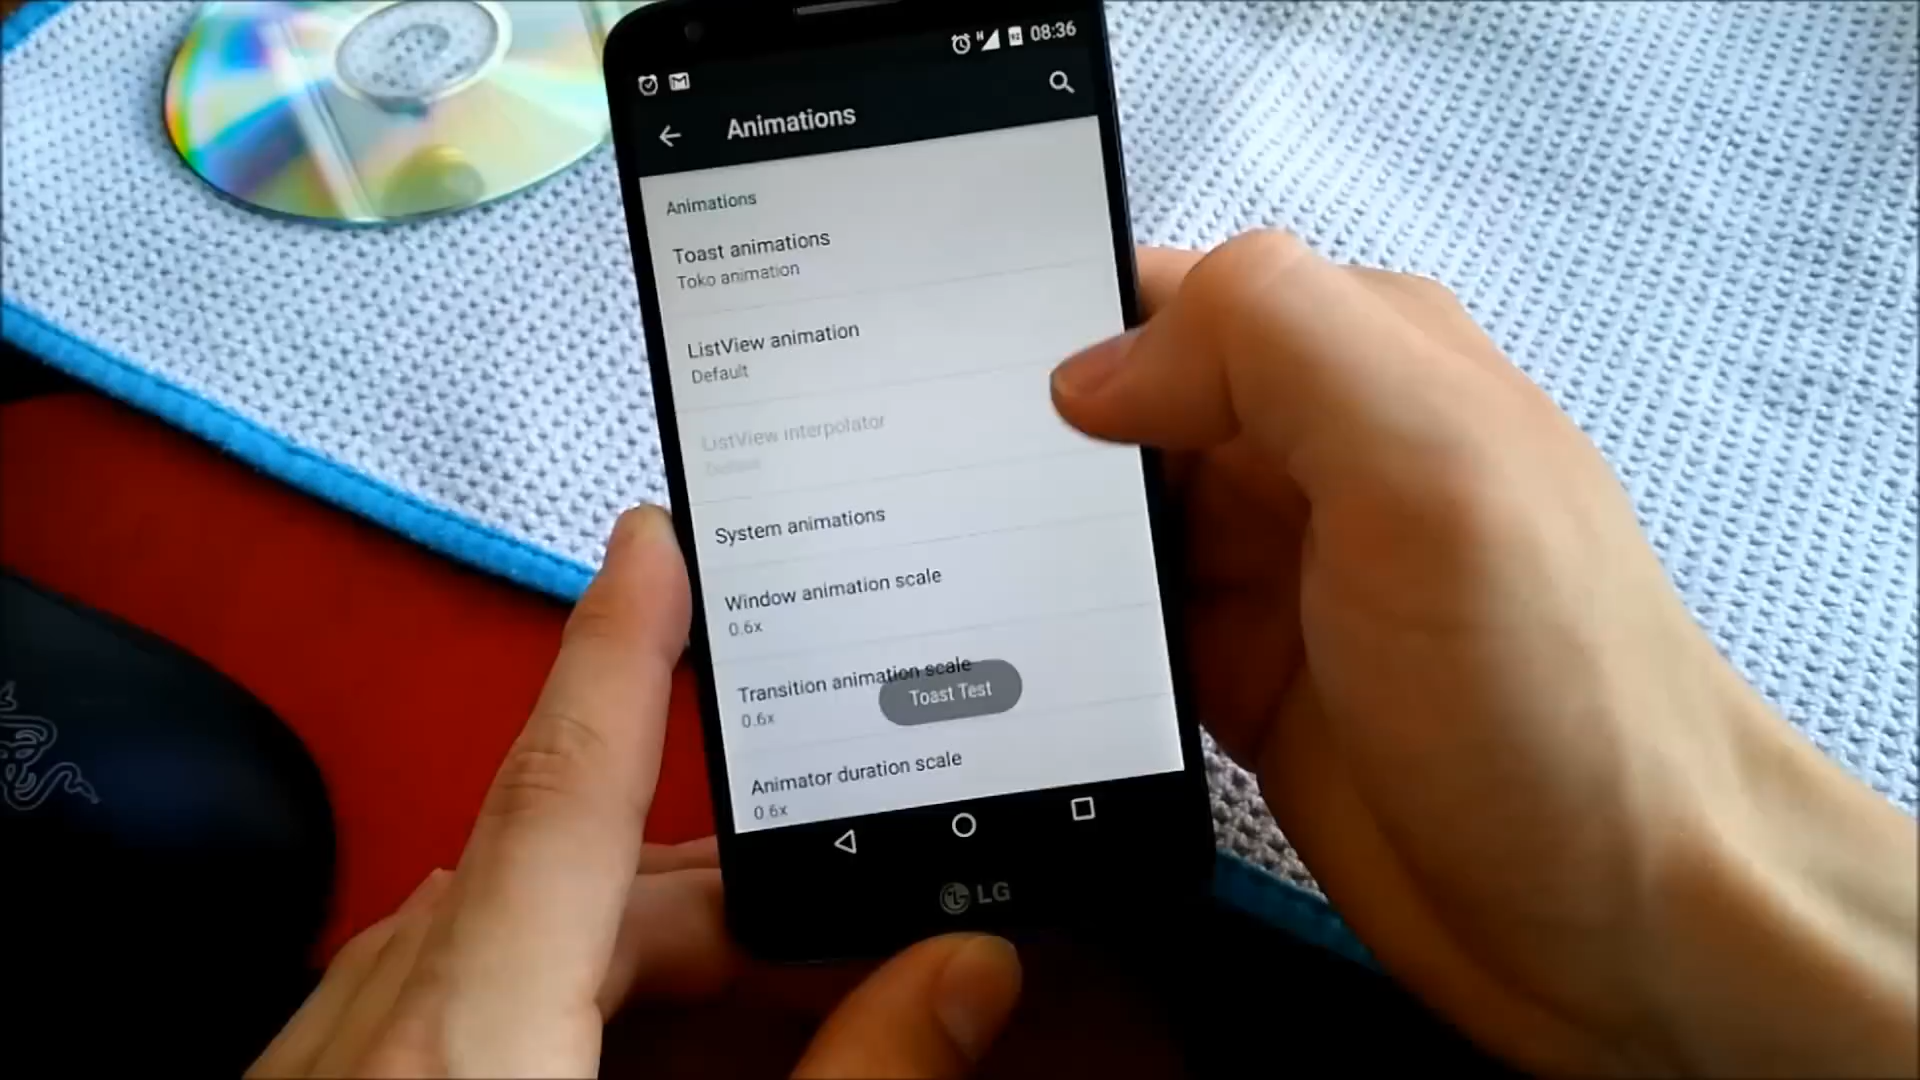 08:36
Animations
Animations
Toast animations
Toko animation
ListView animation
Default
ListView interpolator
Default
System animations
Window animation scale
0.6x
Transition animation scale
0.6x
Toast Test
Animator duration scale
0.6x
LG